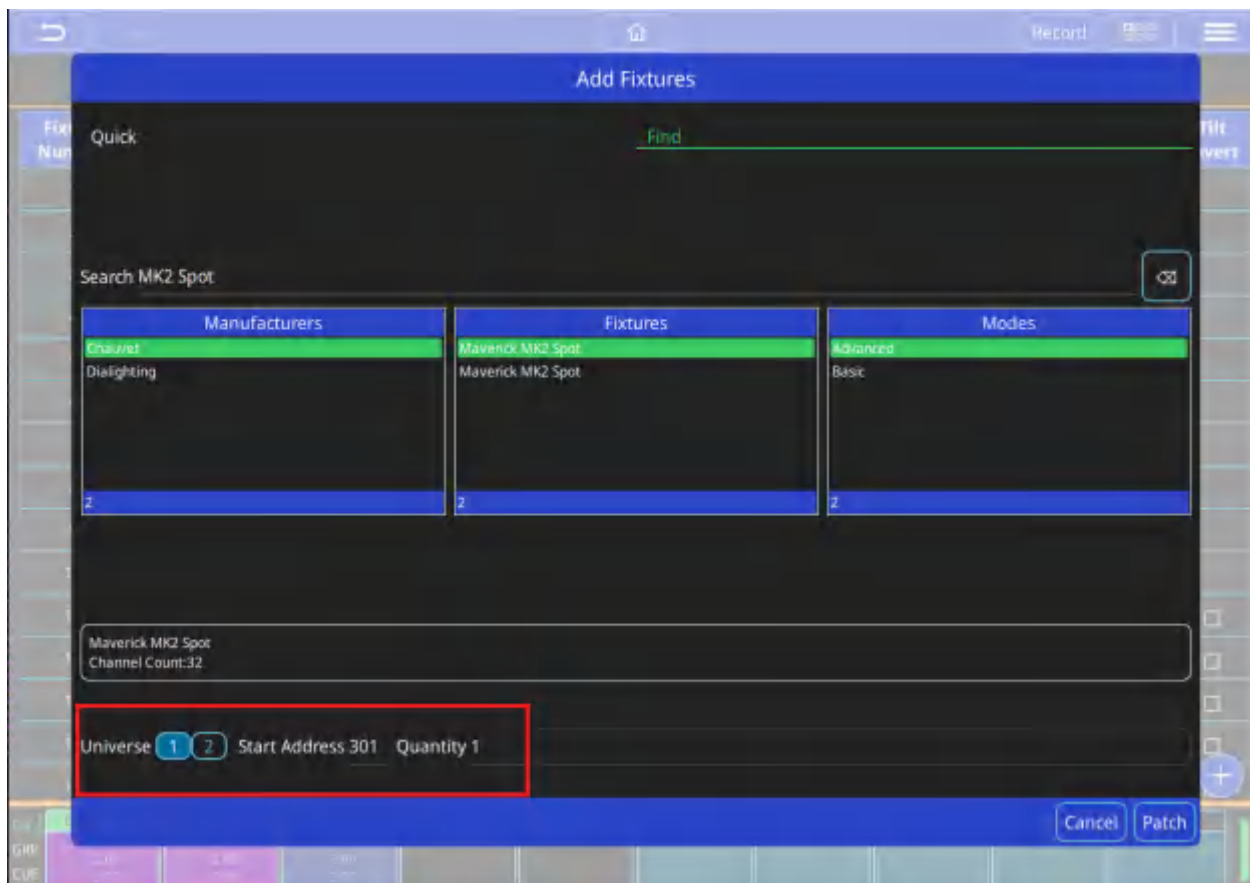 Record
Add Fixtures
Quick
Find
Search MK2 Spot
Manufacturers
Fixtures
Modes
Chauvet
Maverick MK2 Spot
Advanced
Dialighting
Maverick MK2 Spot
Basic
2
2
2
Maverick MK2 Spot
Channel Count:32
Universe 1 2 Start Address 301 Quantity 1
Cancel Patch
CUE